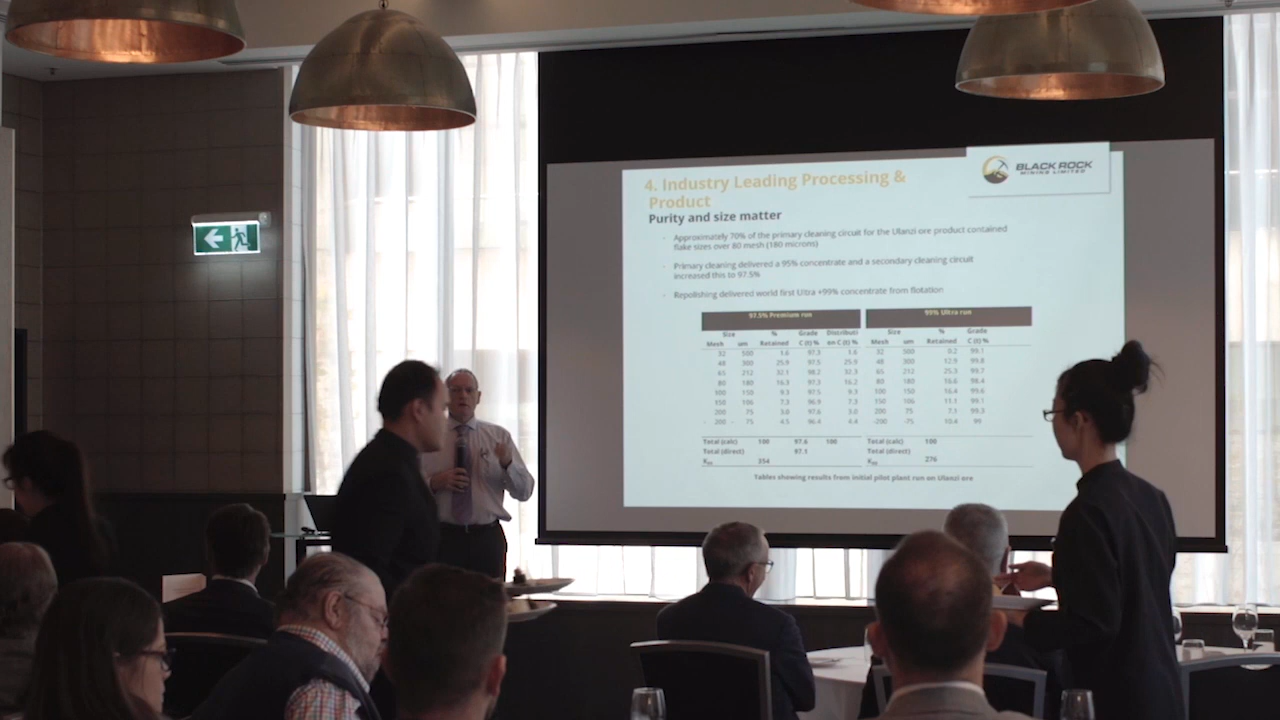 BLACK ROCK
MINING LIMITED
4. Industry Leading Processing &
Product
Purity and size matter
Approximately 70% of the primary cleaning circuit for the Ulanzi ore product contained
flake sizes over 80 mesh (180 microns)
Primary cleaning delivered a 95% concentrate and a secondary cleaning circuit
increased this to 97.5%
Repolishing delivered world first Ultra +99% concentrate from flotation
97.5% Premium run 99% Ultra run
Size % Grade Distributi Size % Grade
Mesh um Retained C (t) % on C (t) % Mesh um Retained C (t) %
32 500 1.6 97.3 1.6 32 500 0.2 99.1
48 300 25.9 97.5 25.9 48 300 12.9 99.8
65 212 32.1 98.2 32.3 65 212 25.3 99.7
80 180 16.3 97.3 16.2 80 180 16.6 98.4
100 150 9.3 97.5 9.3 100 150 16.4 99.6
150 106 7.3 96.9 7.3 150 106 11.1 99.1
200 75 3.0 97.6 3.0 200 75 7.1 99.3
- 200 - 75 4.5 96.4 4.4 -200 -75 10.4 99
Total (calc) 100 97.6 100 Total (calc) 100
Total (direct) 97.1 Total (direct)
K80 354 K80 276
Tables showing results from initial pilot plant run on Ulanzi ore